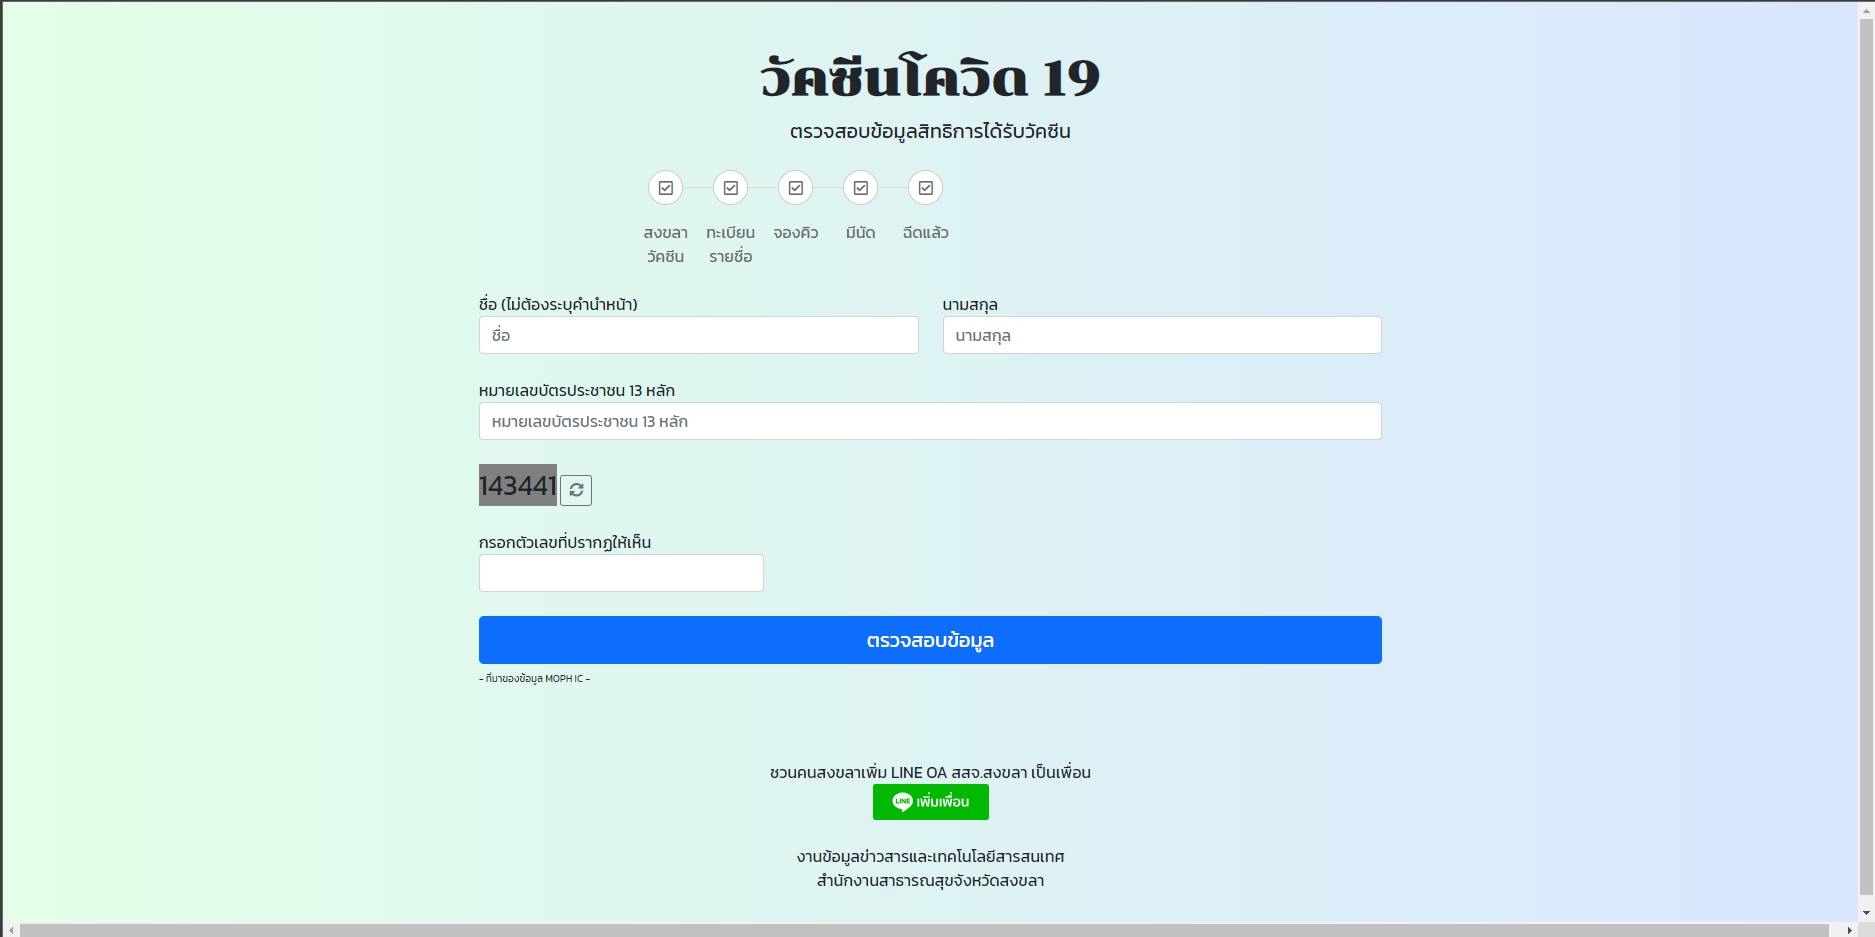 วัคซีนโควิด 19
ตรวจสอบข้อมูลสิทธิการได้รับวัคซีน
สงขลา ทะเบียน จองคิว มีนัด ฉีดแล้ว
วัคซีน รายชื่อ
ชื่อ (ไม่ต้องระบุคำนำหน้า) นามสกุล
ชื่อ นามสกุล
หมายเลขบัตรประชาชน 13 หลัก
หมายเลขบัตรประชาชน 13 หลัก
143441
กรอกตัวเลขที่ปรากฏให้เห็น
ตรวจสอบข้อมูล
- ที่มาของข้อมูล MOPH IC -
ชวนคนสงขลาเพิ่ม LINE OA สสจ.สงขลา เป็นเพื่อน
LINE เพิ่มเพื่อน
งานข้อมูลข่าวสารและเทคโนโลยีสารสนเทศ
สำนักงานสาธารณสุขจังหวัดสงขลา